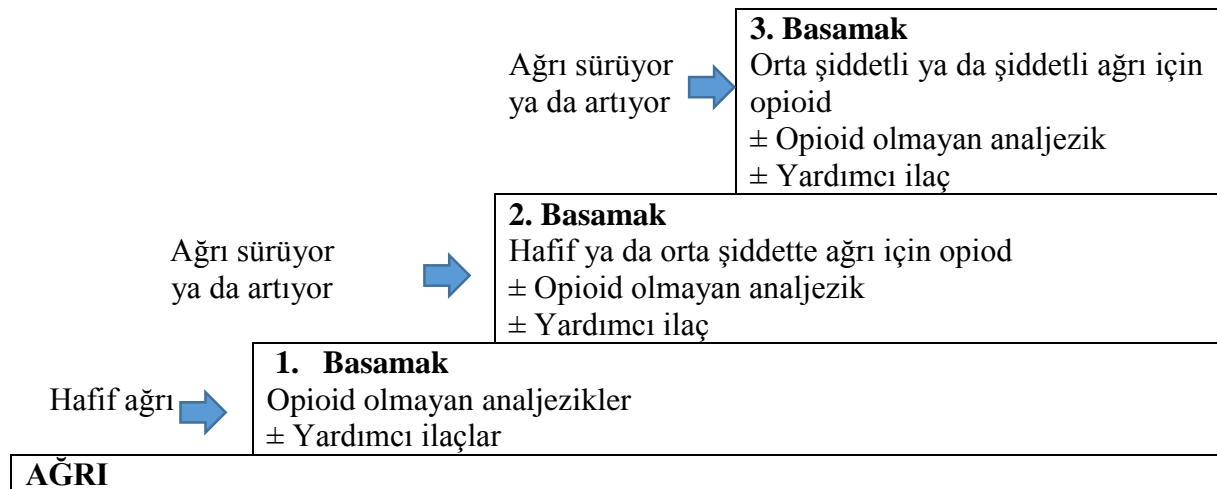 3. Basamak
Ağrı sürüyor
ya da artıyor
Orta şiddetli ya da şiddetli ağrı için
opioid
± Opioid olmayan analjezik
± Yardımcı ilaç
2. Basamak
Ağrı sürüyor
ya da artıyor
Hafif ya da orta şiddette ağrı için opiod
± Opioid olmayan analjezik
± Yardımcı ilaç
1. Basamak
Hafif ağrı
Opioid olmayan analjezikler
± Yardımcı ilaçlar
AĞRI